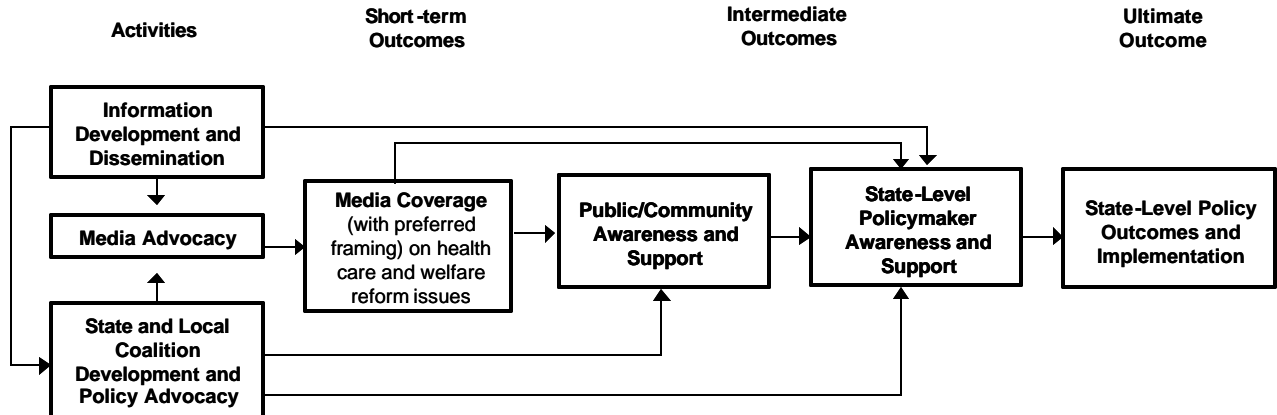 Activities
Short-term
Outcomes
Intermediate
Outcomes
Ultimate
Outcome
Information
Development and
Dissemination
Media Advocacy
State and Local
Coalition
Development and
Policy Advocacy
Media Coverage
(with preferred
framing) on health
care and welfare
reform issues
Public/Community
Awareness and
Support
State-Level
Policymaker
Awareness and
Support
State-Level Policy
Outcomes and
Implementation